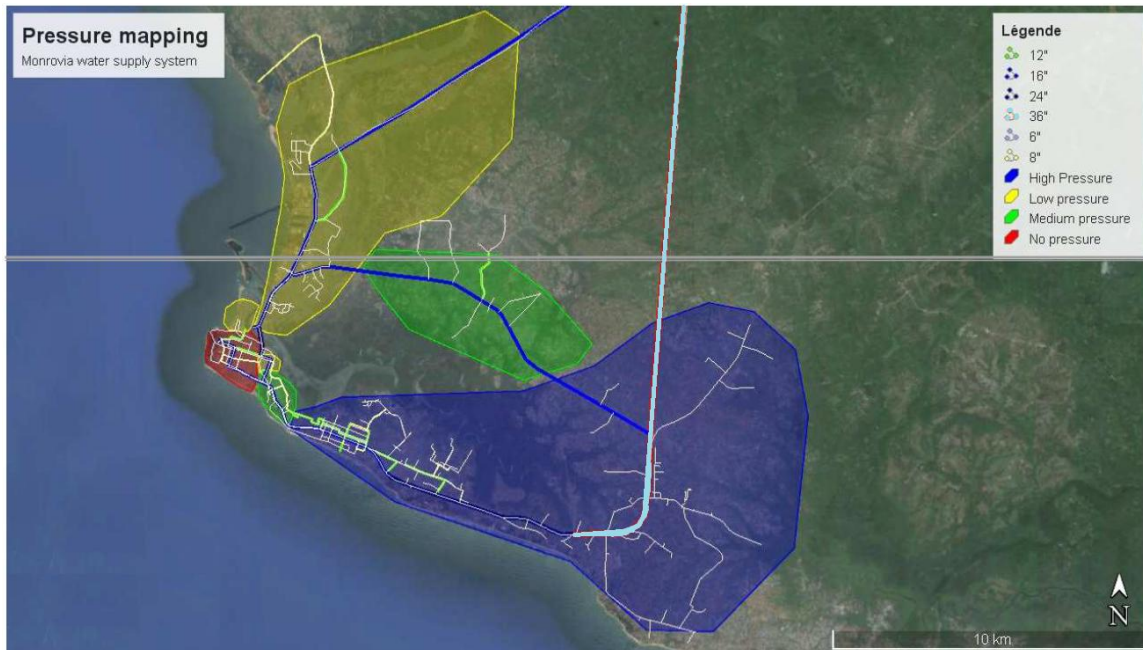 Pressure mapping
Monrovia water supply system
Légende
12"
16"
24"
36"
6"
8"
High Pressure
Low pressure
Medium pressure
No pressure
N
10 km